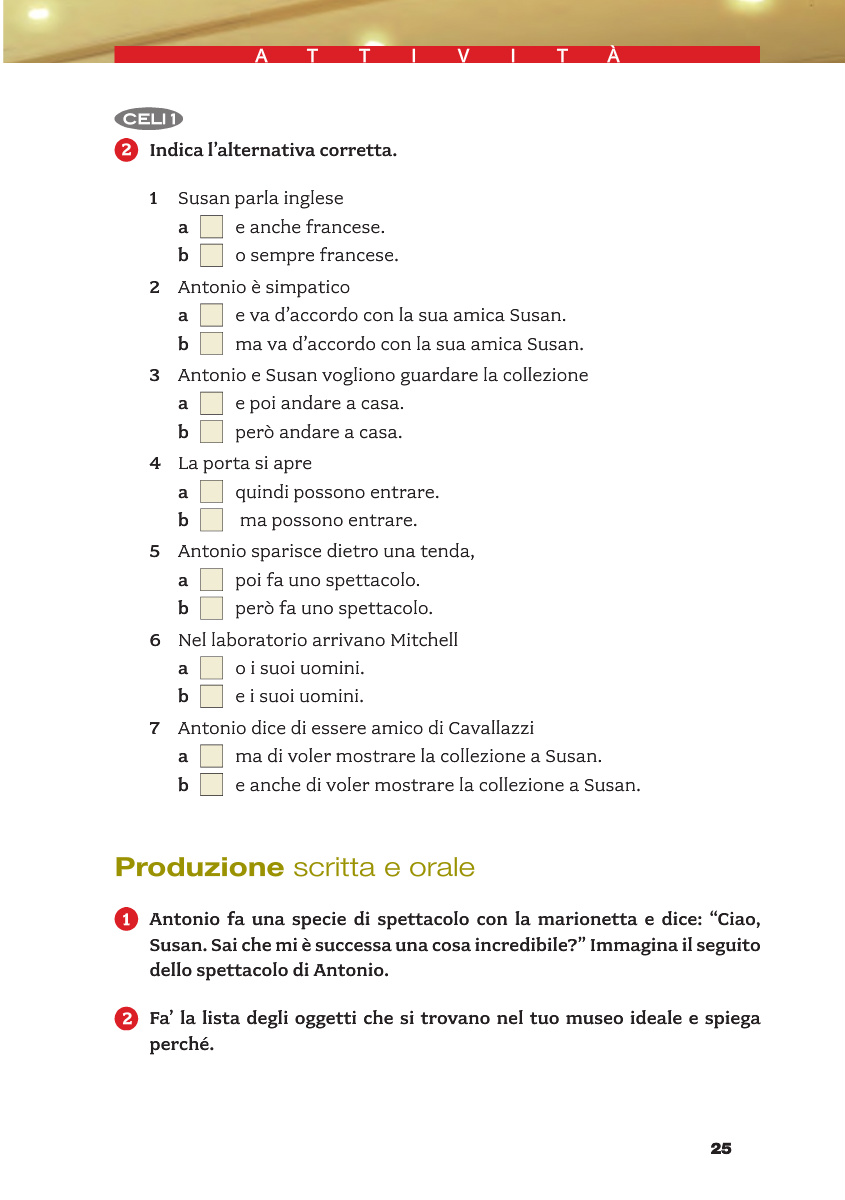 ATTIVITÀ
CELI 1
2 Indica l’alternativa corretta.
1 Susan parla inglese
a e anche francese.
b o sempre francese.
2 Antonio è simpatico
a e va d’accordo con la sua amica Susan.
b ma va d’accordo con la sua amica Susan.
3 Antonio e Susan vogliono guardare la collezione
a e poi andare a casa.
b però andare a casa.
4 La porta si apre
a quindi possono entrare.
b ma possono entrare.
5 Antonio sparisce dietro una tenda,
a poi fa uno spettacolo.
b però fa uno spettacolo.
6 Nel laboratorio arrivano Mitchell
a o i suoi uomini.
b e i suoi uomini.
7 Antonio dice di essere amico di Cavallazzi
a ma di voler mostrare la collezione a Susan.
b e anche di voler mostrare la collezione a Susan.
Produzione scritta e orale
1 Antonio fa una specie di spettacolo con la marionetta e dice: “Ciao,
Susan. Sai che mi è successa una cosa incredibile?” Immagina il seguito
dello spettacolo di Antonio.
2 Fa’ la lista degli oggetti che si trovano nel tuo museo ideale e spiega
perché.
25